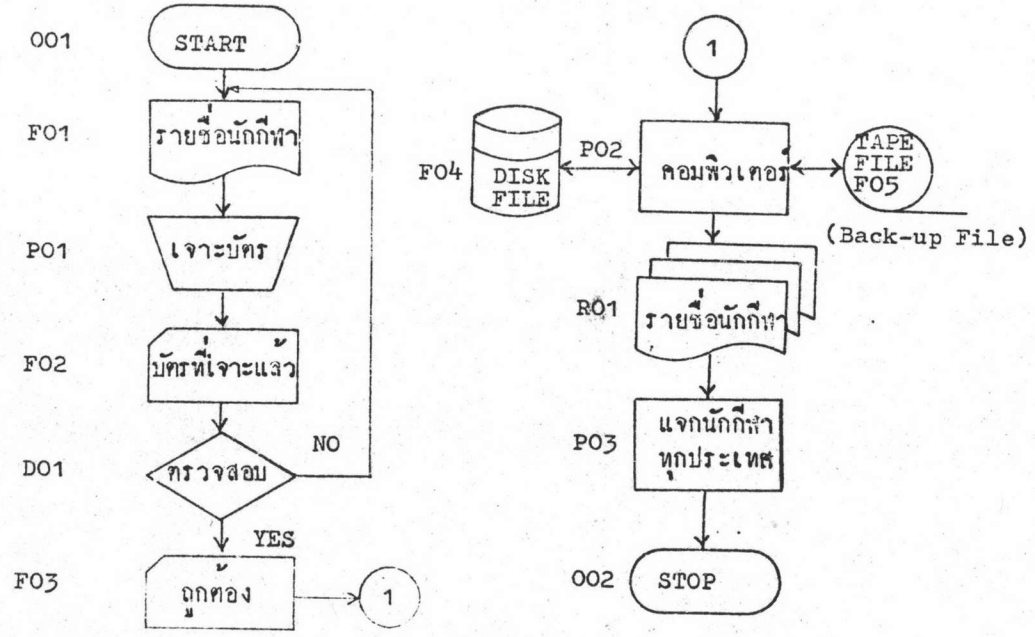 001
START
F01
รายชื่อนักกีฬา
P01
เจาะบัตร
F02
บัตรที่เจาะแล้ว
D01
ตรวจสอบ
NO
YES
F03
ถูกต้อง
1
1
F04
DISK
FILE
P02
คอมพิวเตอร์
TAPE
FILE
F05
(Back-up File)
R01
รายชื่อนักกีฬา
P03
แจกนักกีฬา
ทุกประเทศ
002
STOP